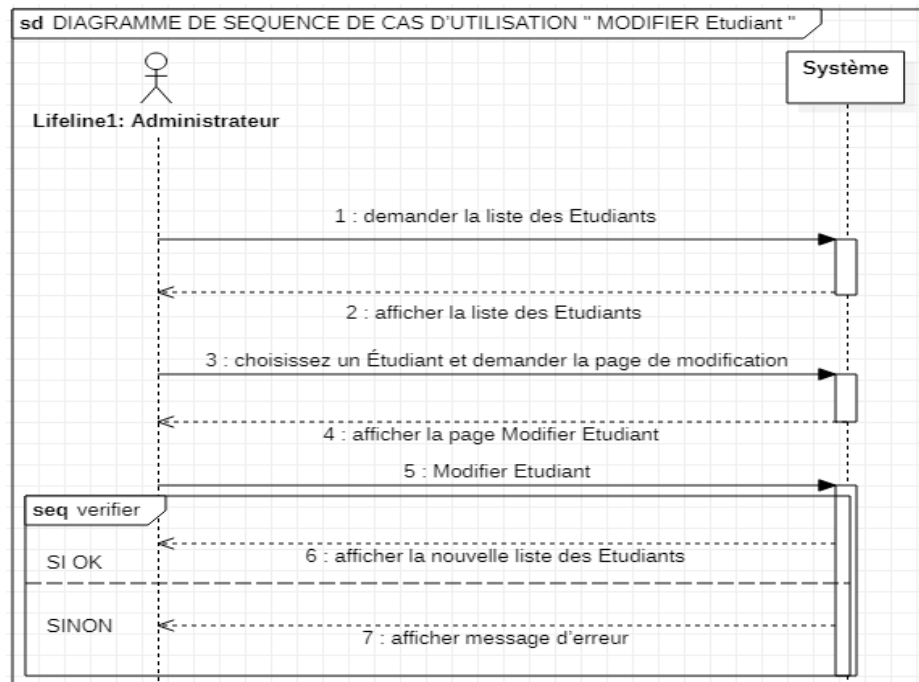 sd DIAGRAMME DE SEQUENCE DE CAS D'UTILISATION " MODIFIER Etudiant "
Système
Lifeline1: Administrateur
1 : demander la liste des Etudiants
2 : afficher la liste des Etudiants
3 : choisissez un Étudiant et demander la page de modification
4 : afficher la page Modifier Etudiant
5 : Modifier Etudiant
seq verifier
6 : afficher la nouvelle liste des Etudiants
SI OK
SINON
7 : afficher message d'erreur